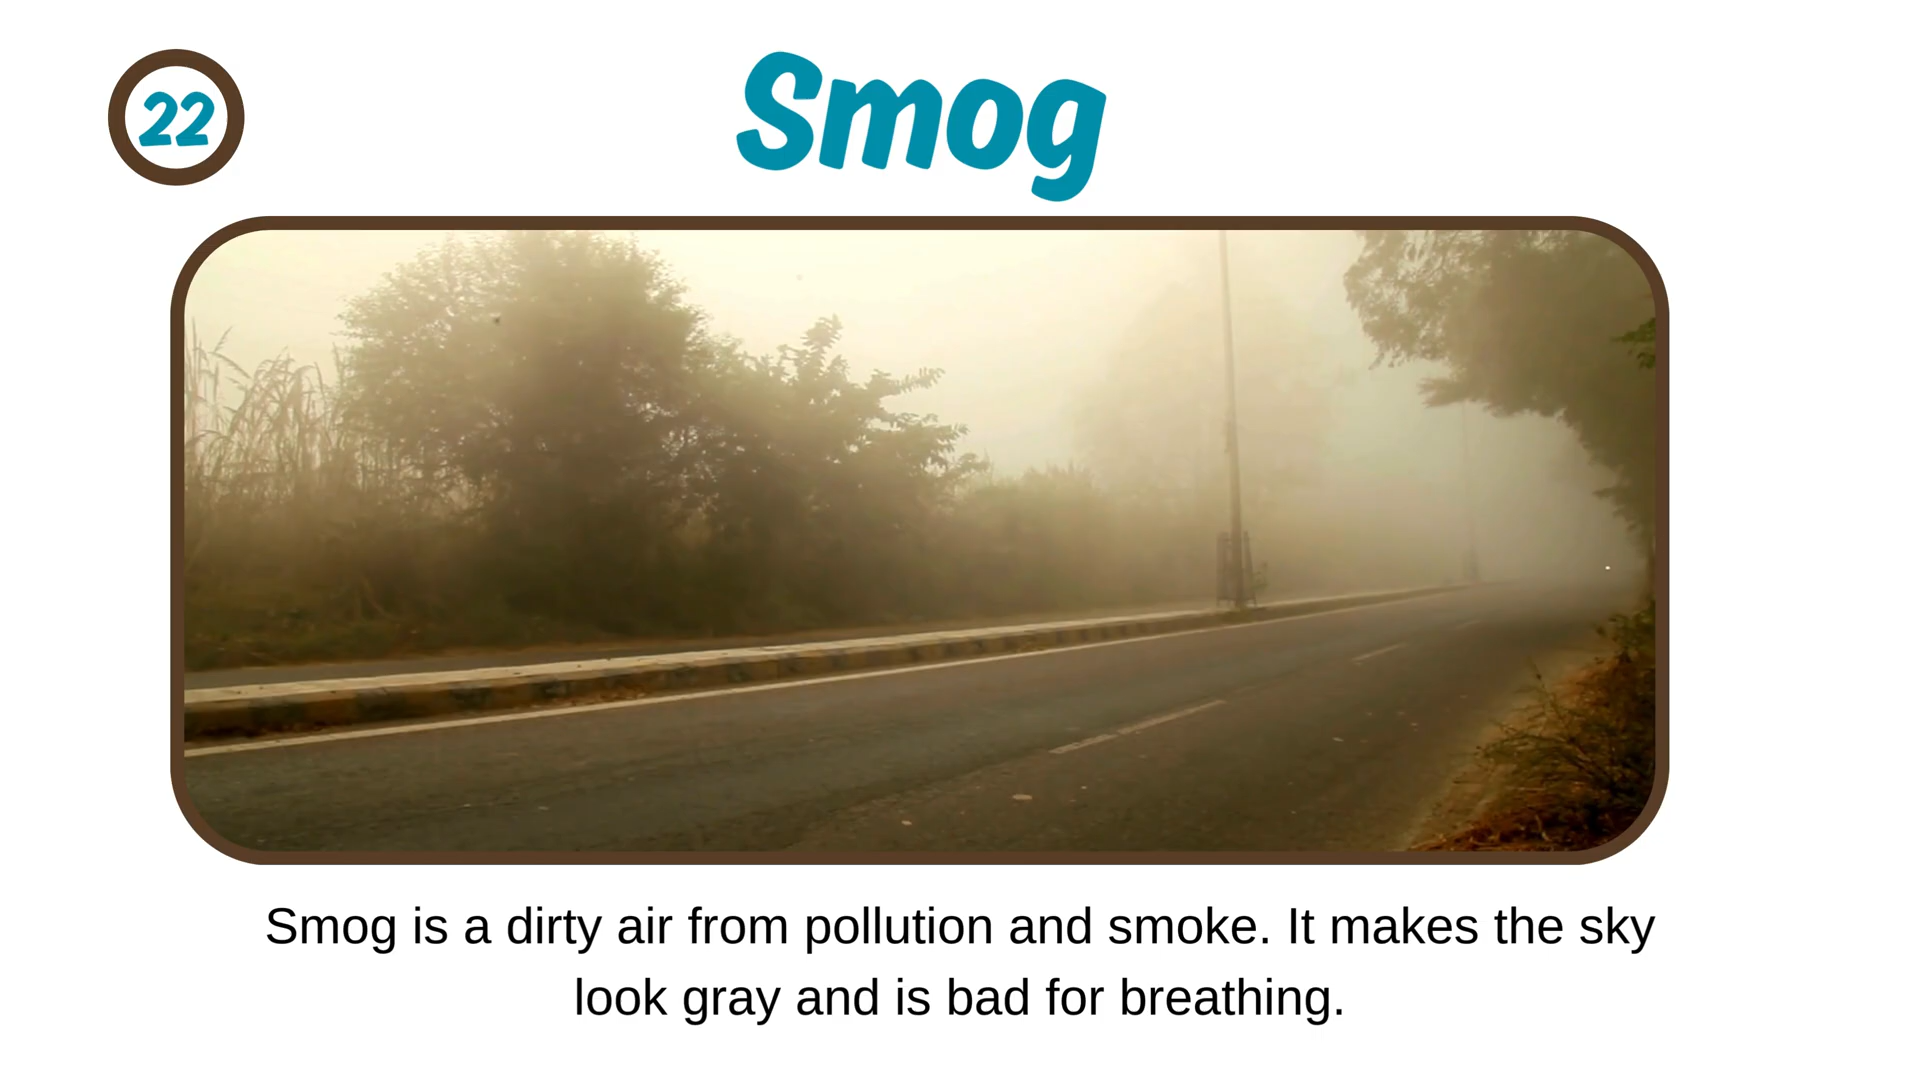 22
Smog
Smog is a dirty air from pollution and smoke. It makes the sky
look gray and is bad for breathing.